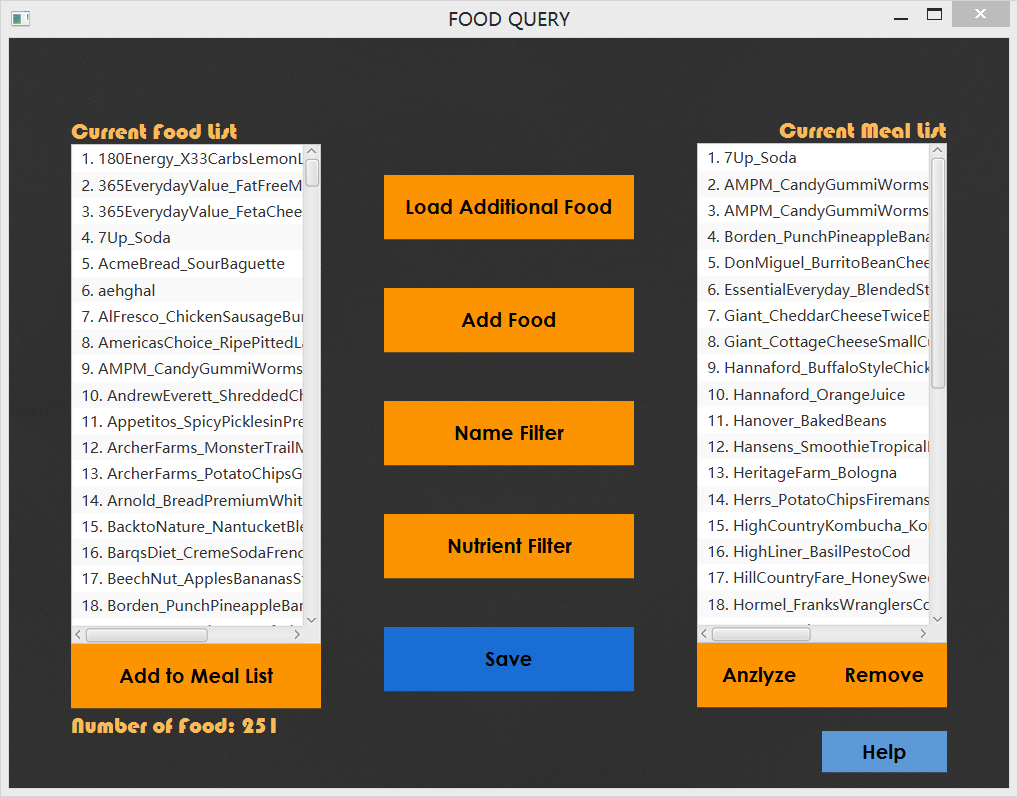 FOOD QUERY
Current Food List
1. 180Energy_X33CarbsLemonL
2. 365EverydayValue_FatFreeM
3. 365EverydayValue_FetaChee
4. 7Up_Soda
5. AcmeBread_SourBaguette
6. aehghal
7. AlFresco_ChickenSausageBu
8. AmericasChoice_RipePittedL
9. AMPM_CandyGummiWorms
10. AndrewEverett_ShreddedCh
11. Appetitos_SpicyPicklesinPre
12. ArcherFarms_MonsterTrailM
13. ArcherFarms_PotatoChipsG
14. Arnold_BreadPremiumWhit
15. BacktoNature_NantucketBle
16. BarqsDiet_CremeSodaFrenc
17. BeechNut_ApplesBananasS
18. Borden_PunchPineappleBar
Add to Meal List
Number of Food: 251
Load Additional Food
Add Food
Name Filter
Nutrient Filter
Save
Current Meal List
1. 7Up_Soda
2. AMPM_CandyGummiWorms
3. AMPM_CandyGummiWorms
4. Borden_PunchPineappleBana
5. DonMiguel_BurritoBeanChee
6. EssentialEveryday_BlendedSt
7. Giant_CheddarCheeseTwiceB
8. Giant_CottageCheeseSmallCu
9. Hannaford_BuffaloStyleChick
10. Hannaford_OrangeJuice
11. Hanover_BakedBeans
12. Hansens_SmoothieTropicalI
13. HeritageFarm_Bologna
14. Herrs_PotatoChipsFiremans
15. HighCountryKombucha_Ko
16. HighLiner_BasilPestoCod
17. HillCountryFare_HoneySwe
18. Hormel_FranksWranglersCo
Anzlyze Remove
Help